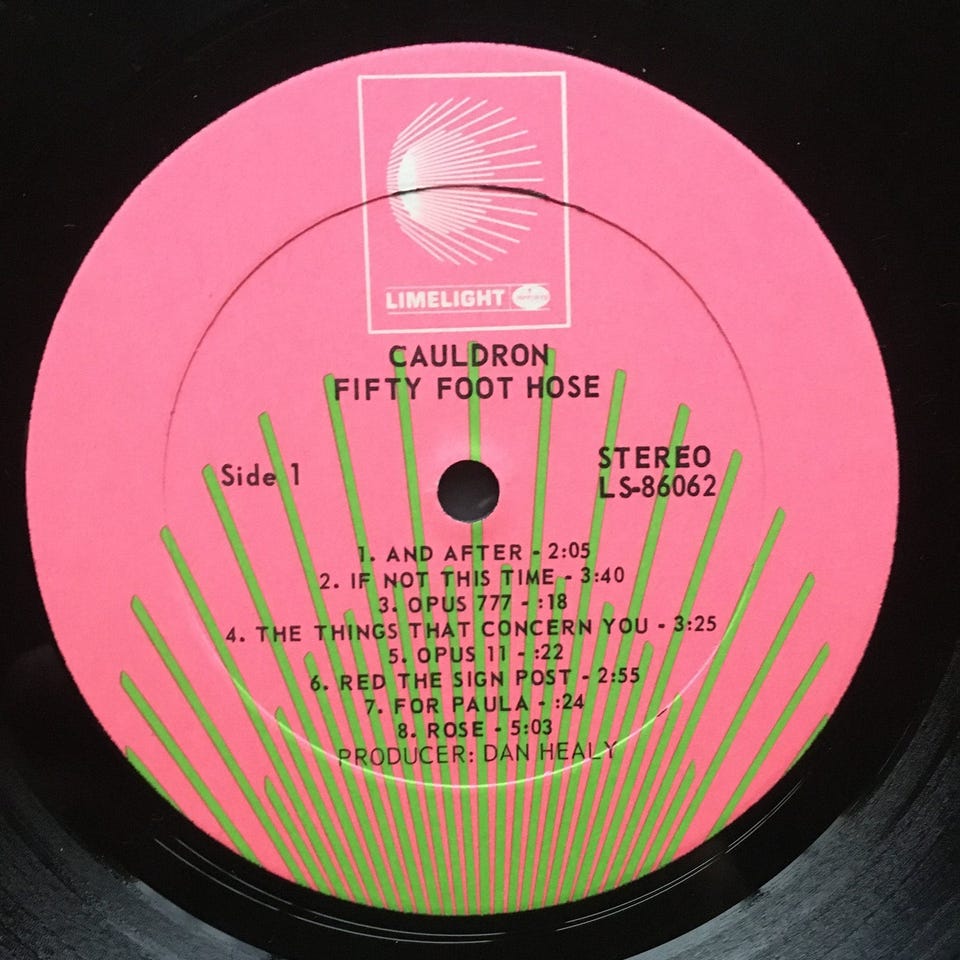 LIMELIGHT
CAULDRON
FIFTY FOOT HOSE
Side 1
STEREO
LS-86062
1. AND AFTER - 2:05
2. IF NOT THIS TIME - 3:40
3. OPUS 777 - :18
4. THE THINGS THAT CONCERN YOU - 3:25
5. OPUS 11 - :22
6. RED THE SIGN POST - 2:55
7. FOR PAULA - :24
8. ROSE - 5:03
PRODUCER: DAN HEALY